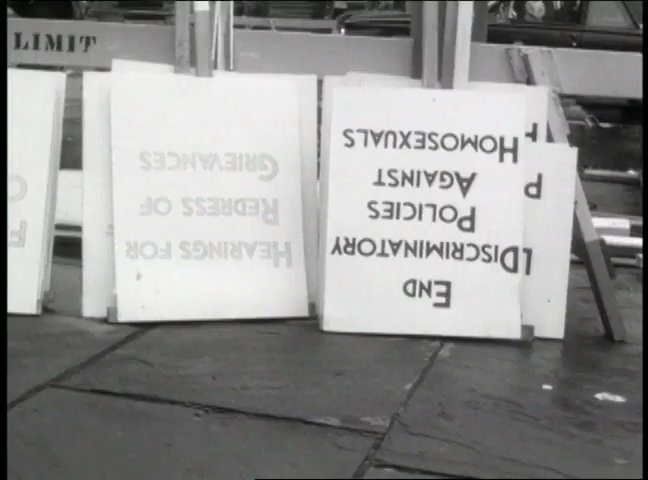 LIMIT
HEARINGS FOR
REDRESS OF
GRIEVANCES
END
DISCRIMINATORY
POLICIES
AGAINST
HOMOSEXUALS
P